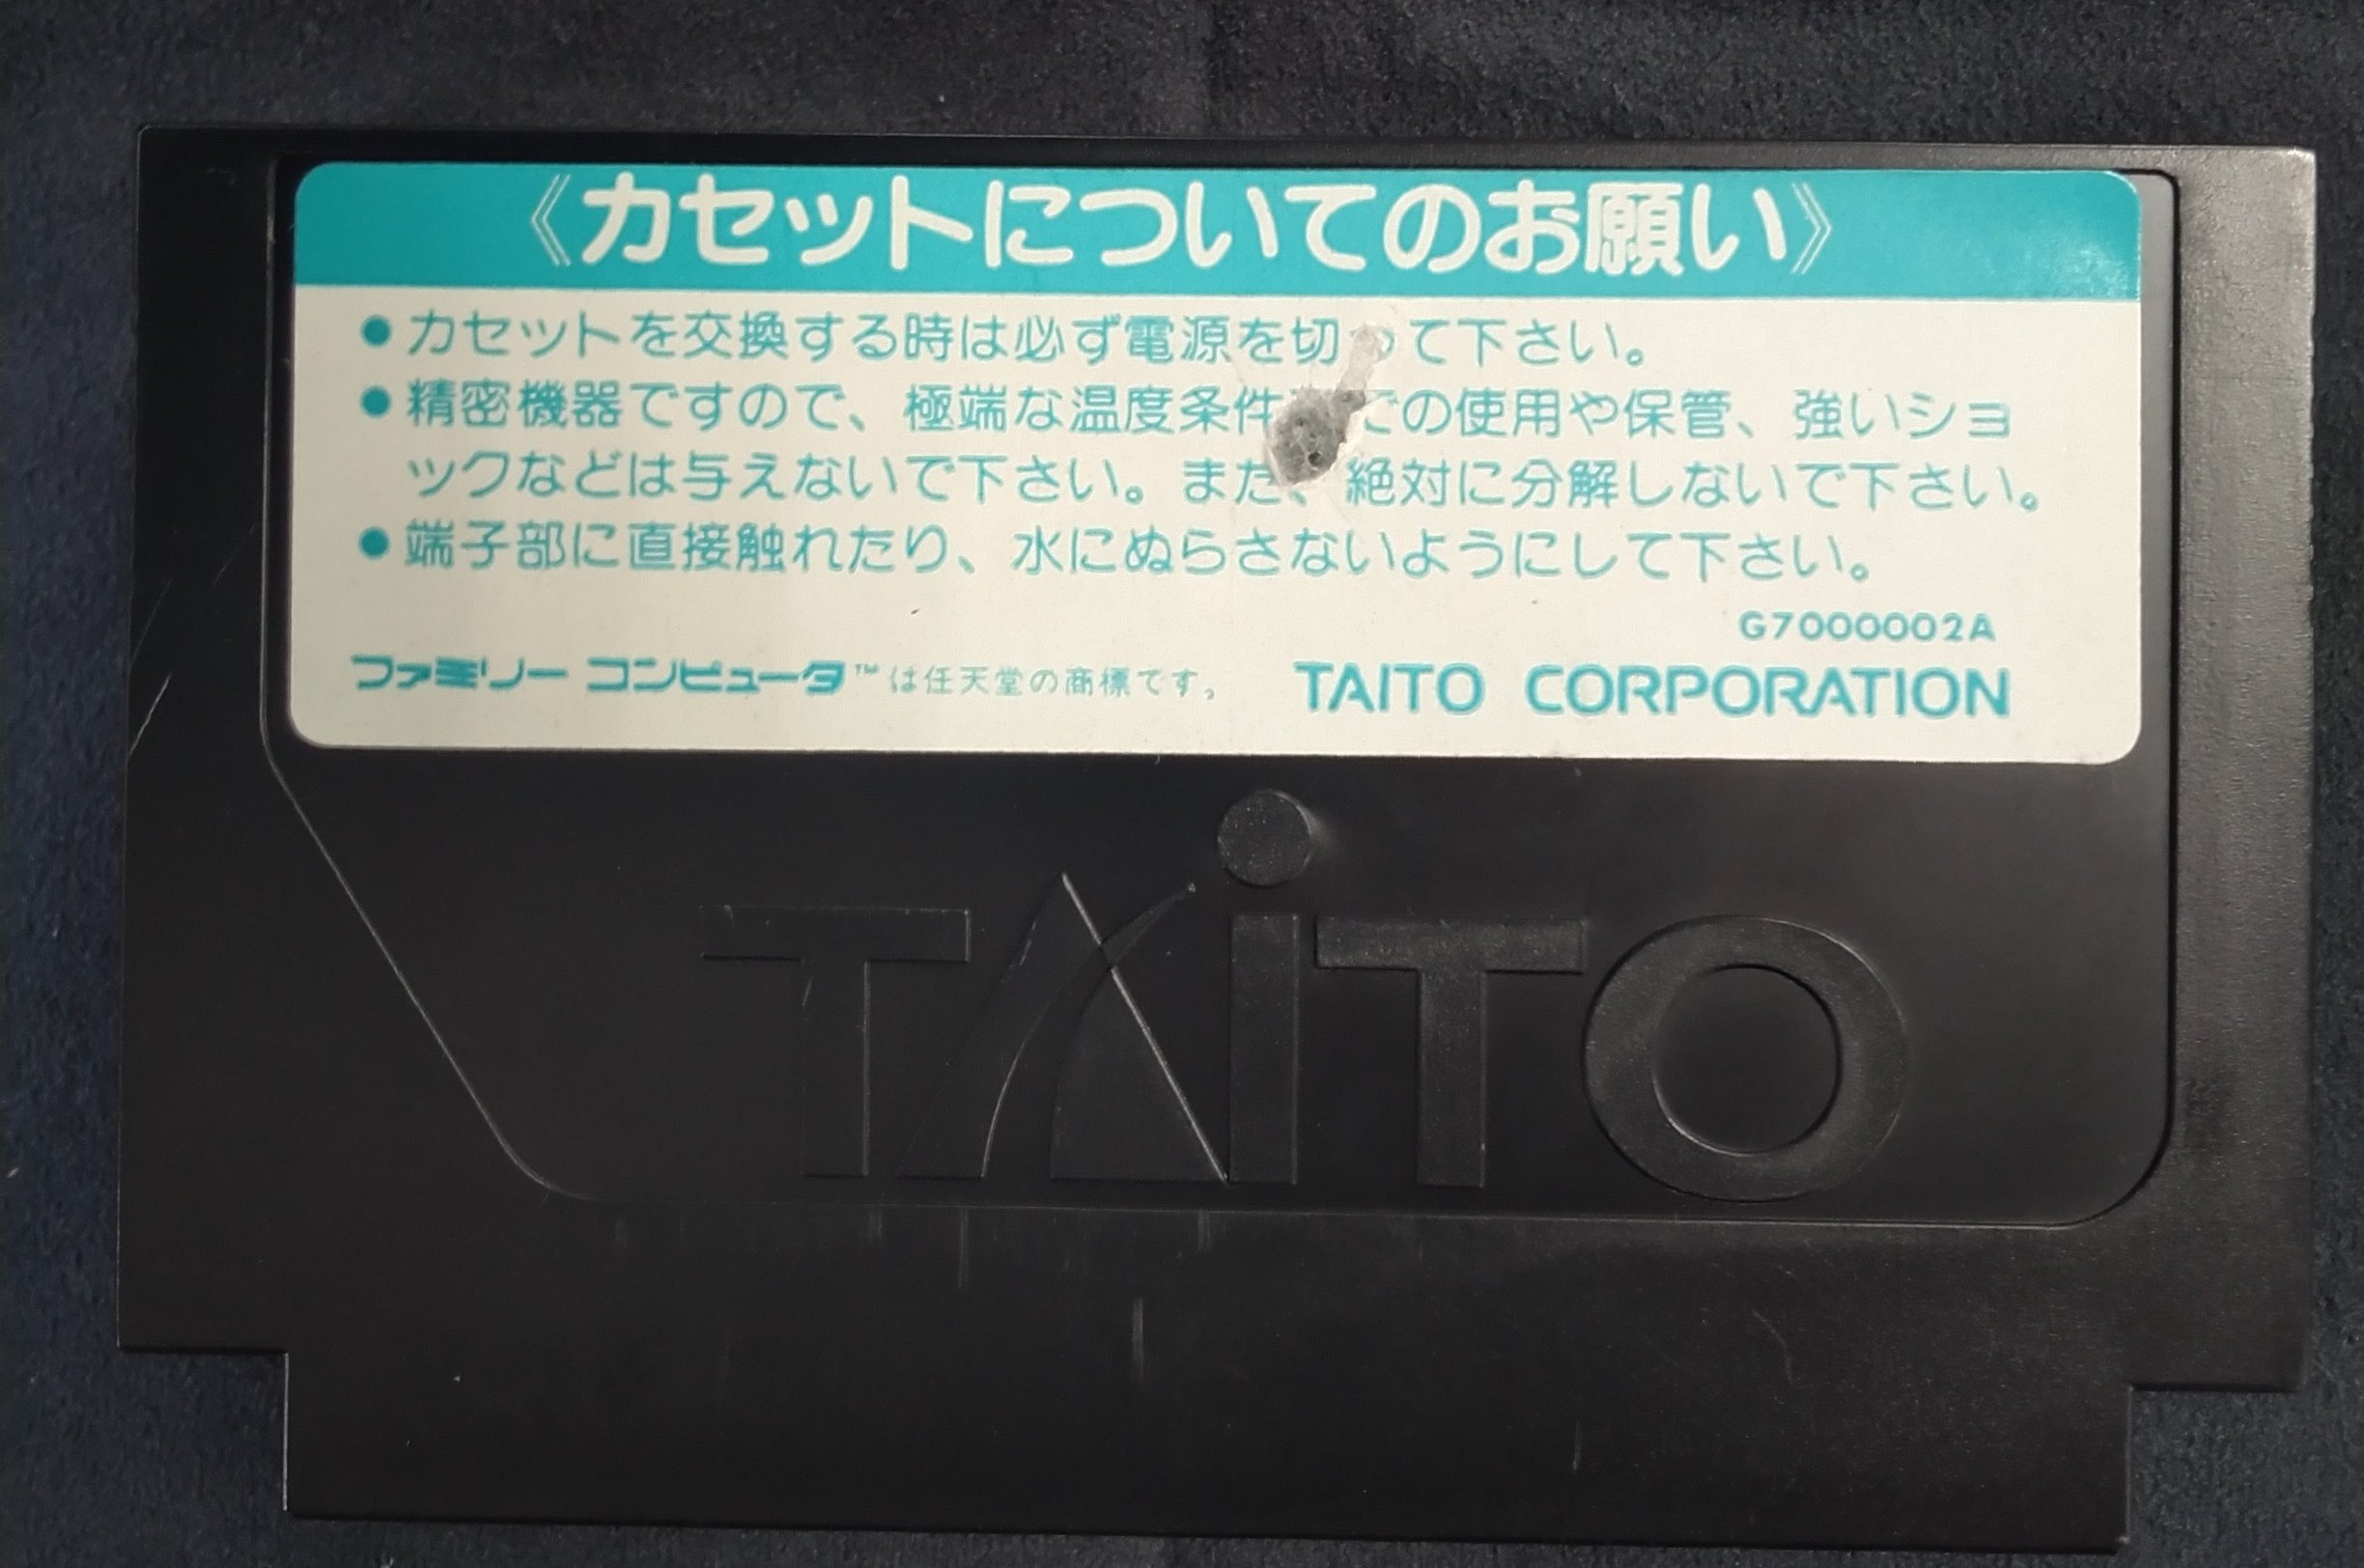 《カセットについてのお願い》
●カセットを交換する時は必ず電源を切って下さい。
●精密機器ですので、極端な温度条件での使用や保管、強いショ
ックなどは与えないで下さい。また、絶対に分解しないで下さい。
●端子部に直接触れたり、水にぬらさないようにして下さい。
G7000002A
ファミリー コンピュータ™は任天堂の商標です。 TAITO CORPORATION
TAiTO